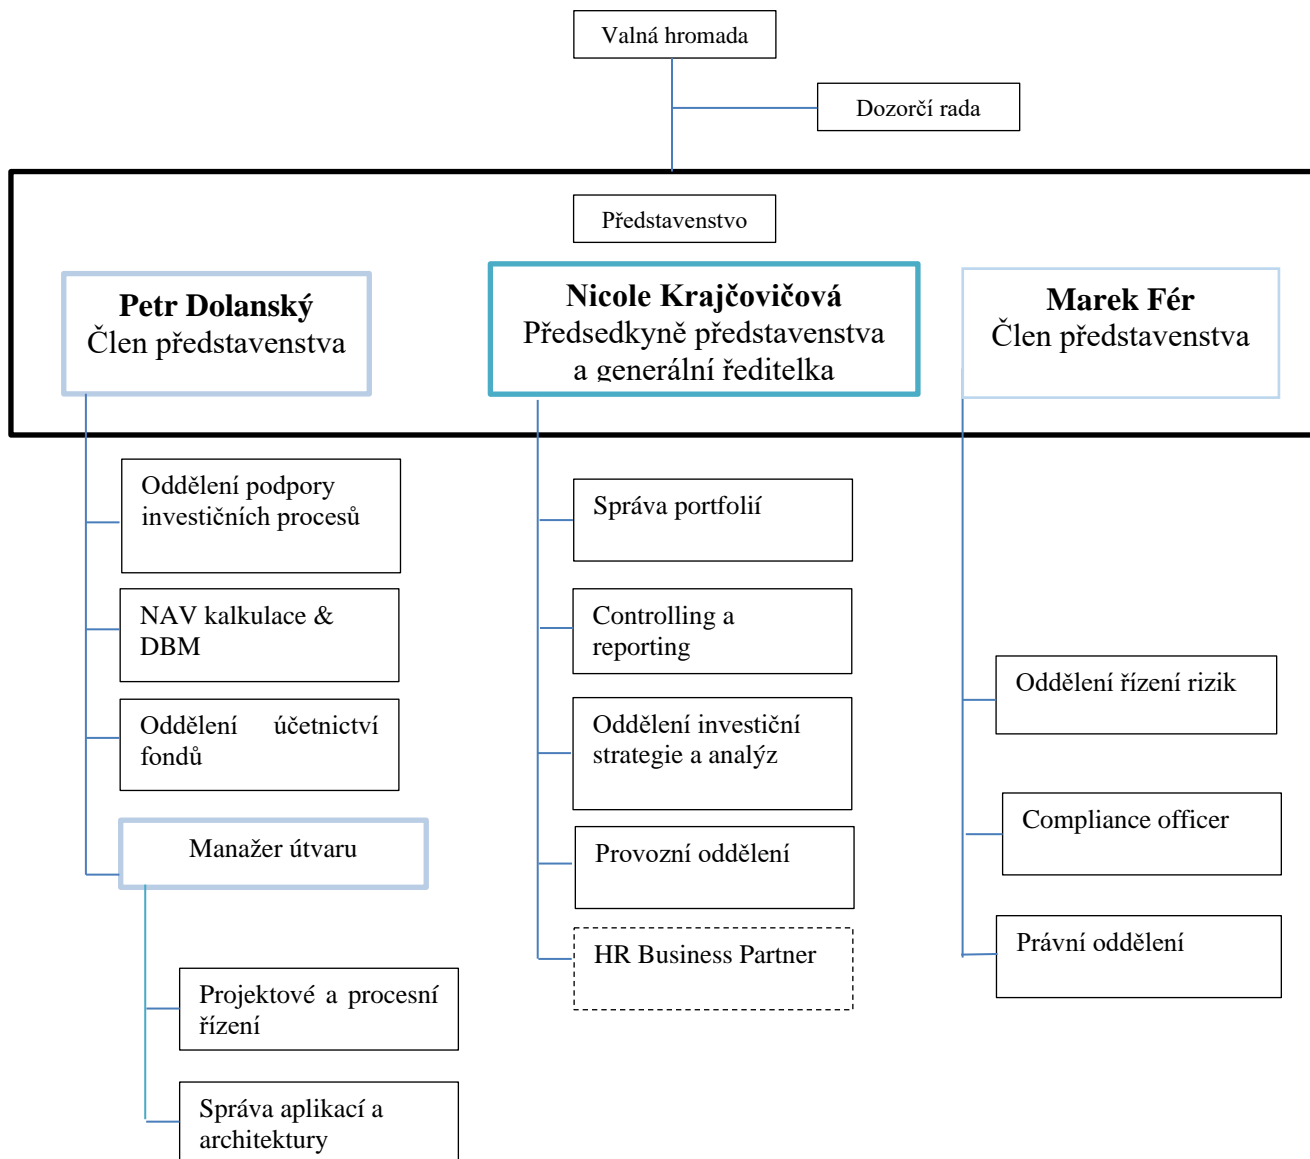 Valná hromada
Dozorčí rada
Představenstvo
Petr Dolanský
Člen představenstva
Nicole Krajčovičová
Předsedkyně představenstva
a generální ředitelka
Marek Fér
Člen představenstva
Oddělení podpory
investičních procesů
NAV kalkulace &
DBM
Oddělení účetnictví
fondů
Manažer útvaru
Projektové a procesní
řízení
Správa aplikací a
architektury
Správa portfolií
Controlling a
reporting
Oddělení investiční
strategie a analýz
Provozní oddělení
HR Business Partner
Oddělení řízení rizik
Compliance officer
Právní oddělení